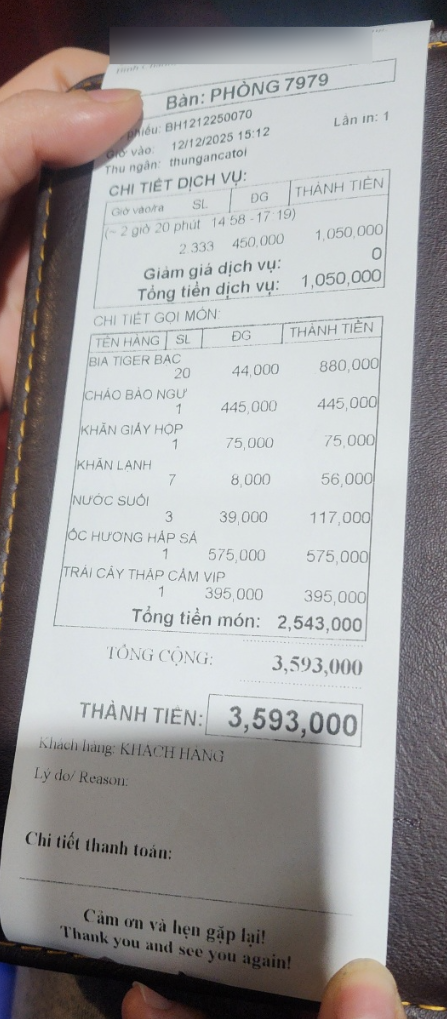 Bàn: PHÒNG 7979
phiếu: BH1212250070
Giờ vào: 12/12/2025 15:12 Lần in: 1
Thu ngân: thungancatoi
CHI TIẾT DỊCH VỤ:
Giờ vào/ra SL ĐG THÀNH TIỀN
(~ 2 giờ 20 phút 14:58 -17:19)
2.333 450,000 1,050,000
Giảm giá dịch vụ: 0
Tổng tiền dịch vụ: 1,050,000
CHI TIẾT GỌI MÓN:
TÊN HÀNG SL ĐG THÀNH TIỀN
BIA TIGER BẠC
20 44,000 880,000
CHÁO BÀO NGƯ
1 445,000 445,000
KHĂN GIẤY HỘP
1 75,000 75,000
KHĂN LẠNH
7 8,000 56,000
NƯỚC SUỐI
3 39,000 117,000
ỐC HƯƠNG HẤP SẢ
1 575,000 575,000
TRÁI CÂY THẬP CẨM VIP
1 395,000 395,000
Tổng tiền món: 2,543,000
TỔNG CỘNG: 3,593,000
THÀNH TIỀN: 3,593,000
Khách hàng: KHÁCH HÀNG
Lý do/ Reason:
Chi tiết thanh toán:
Cảm ơn và hẹn gặp lại!
Thank you and see you again!